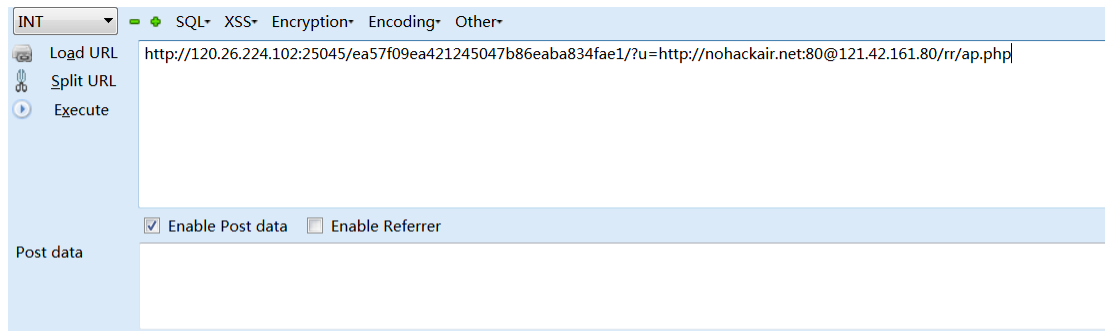 INT SQL XSS Encryption Encoding Other
Load URL http://120.26.224.102:25045/ea57f09ea421245047b86eaba834fae1/?u=http://nohackair.net:80@121.42.161.80/rr/ap.php
Split URL
Execute
Enable Post data Enable Referrer
Post data